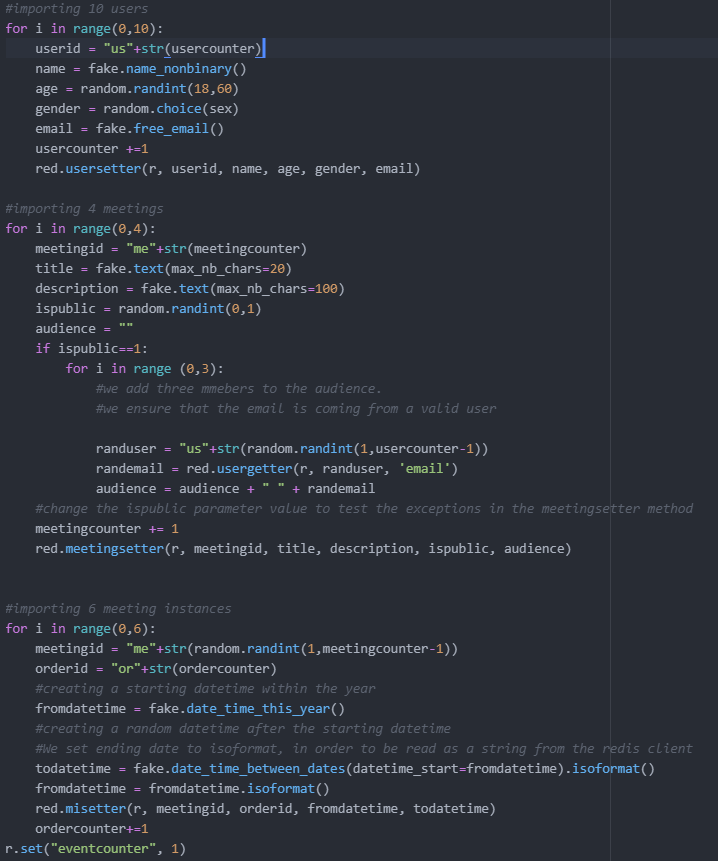 #importing 10 users
for i in range(0,10):
    userid = "us"+str(usercounter)
    name = fake.name_nonbinary()
    age = random.randint(18,60)
    gender = random.choice(sex)
    email = fake.free_email()
    usercounter +=1
    red.usersetter(r, userid, name, age, gender, email)

#importing 4 meetings
for i in range(0,4):
    meetingid = "me"+str(meetingcounter)
    title = fake.text(max_nb_chars=20)
    description = fake.text(max_nb_chars=100)
    ispublic = random.randint(0,1)
    audience = ""
    if ispublic==1:
        for i in range (0,3):
            #we add three mmebers to the audience.
            #we ensure that the email is coming from a valid user

            randuser = "us"+str(random.randint(1,usercounter-1))
            randemail = red.usergetter(r, randuser, 'email')
            audience = audience + " " + randemail
    #change the ispublic parameter value to test the exceptions in the meetingsetter method
    meetingcounter += 1
    red.meetingsetter(r, meetingid, title, description, ispublic, audience)


#importing 6 meeting instances
for i in range(0,6):
    meetingid = "me"+str(random.randint(1,meetingcounter-1))
    orderid = "or"+str(ordercounter)
    #creating a starting datetime within the year
    fromdatetime = fake.date_time_this_year()
    #creating a random datetime after the starting datetime
    #We set ending date to isoformat, in order to be read as a string from the redis client
    todatetime = fake.date_time_between_dates(datetime_start=fromdatetime).isoformat()
    fromdatetime = fromdatetime.isoformat()
    red.misetter(r, meetingid, orderid, fromdatetime, todatetime)
    ordercounter+=1
r.set("eventcounter", 1)